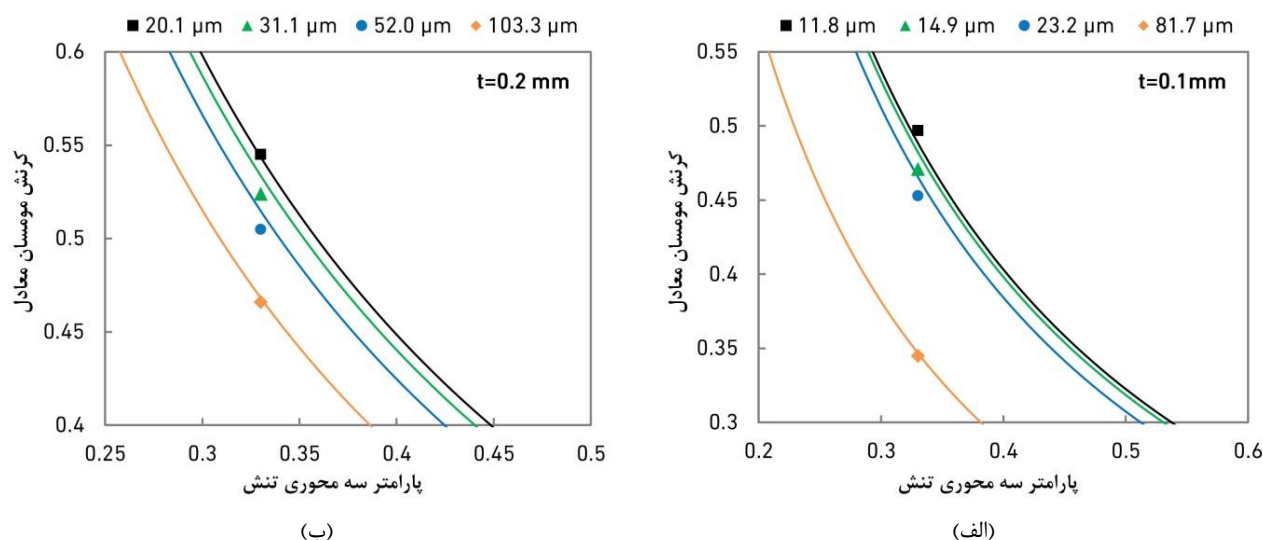 20.1 µm 31.1 µm 52.0 µm 103.3 µm
t=0.2 mm
کرنش مومسان معادل
0.6
0.55
0.5
0.45
0.4
0.25 0.3 0.35 0.4 0.45 0.5
پارامتر سه محوری تنش
(ب)
11.8 µm 14.9 µm 23.2 µm 81.7 µm
t=0.1mm
کرنش مومسان معادل
0.55
0.5
0.45
0.4
0.35
0.3
0.2 0.3 0.4 0.5 0.6
پارامتر سه محوری تنش
(الف)